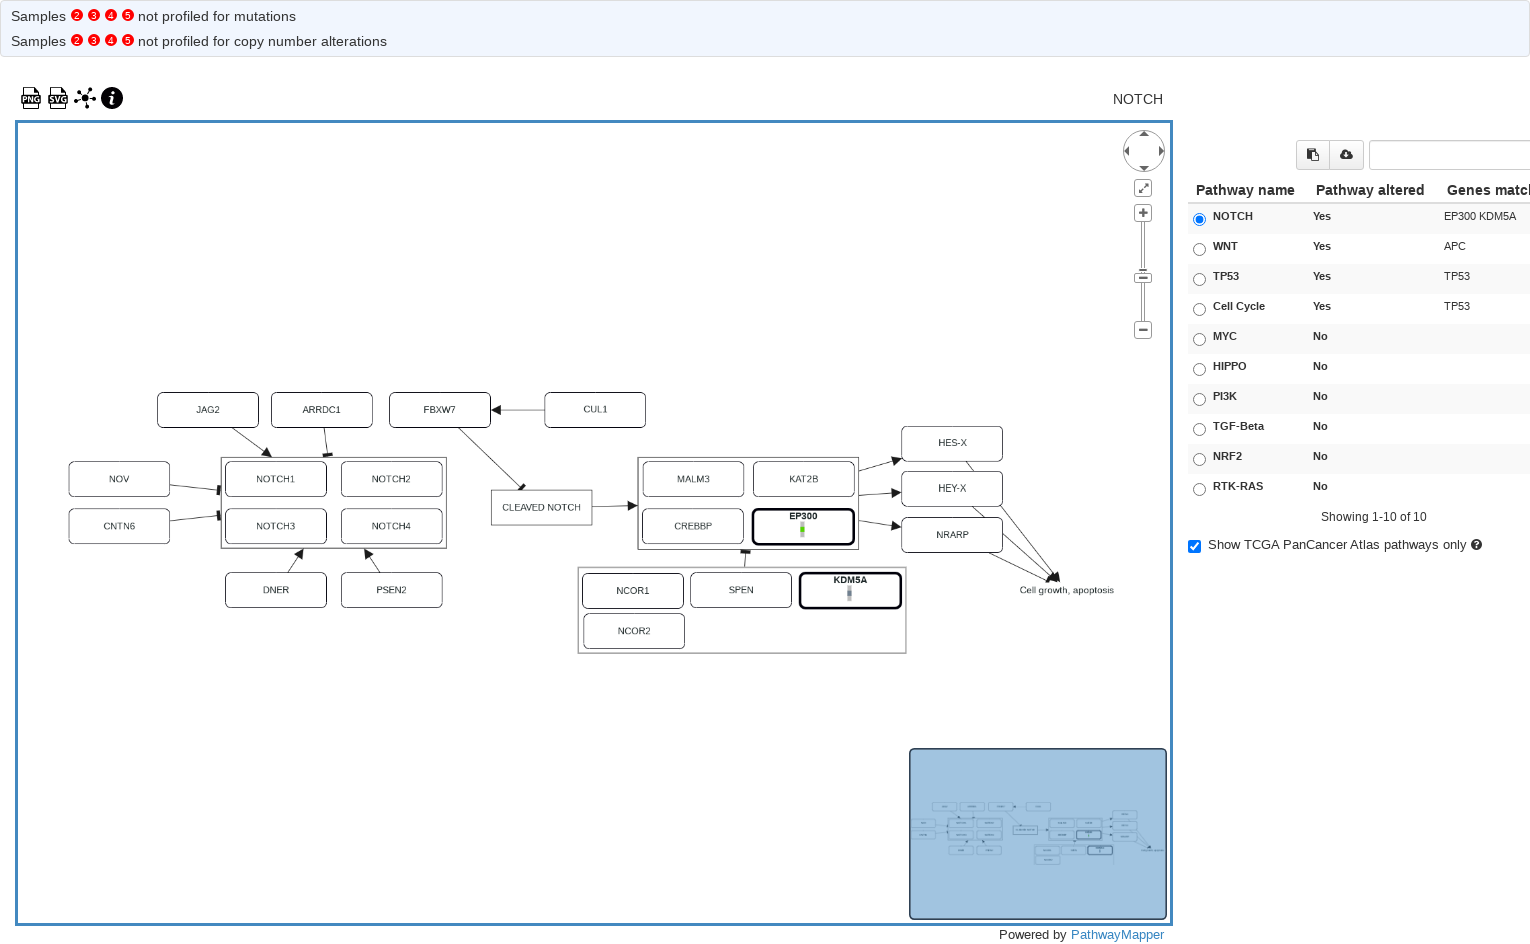 Samples 2 3 4 5 not profiled for mutations
Samples 2 3 4 5 not profiled for copy number alterations
PNG SVG
NOTCH
Pathway name Pathway altered Genes match
NOTCH Yes EP300 KDM5A
WNT Yes APC
TP53 Yes TP53
Cell Cycle Yes TP53
MYC No
HIPPO No
PI3K No
TGF-Beta No
NRF2 No
RTK-RAS No
Showing 1-10 of 10
Show TCGA PanCancer Atlas pathways only
JAG2 ARRDC1 FBXW7 CUL1
HES-X
NOV NOTCH1 NOTCH2 MALM3 KAT2B
HEY-X
CLEAVED NOTCH
CNTN6 NOTCH3 NOTCH4 CREBBP EP300
NRARP
DNER PSEN2 NCOR1 SPEN KDM5A
Cell growth, apoptosis
NCOR2
Powered by PathwayMapper